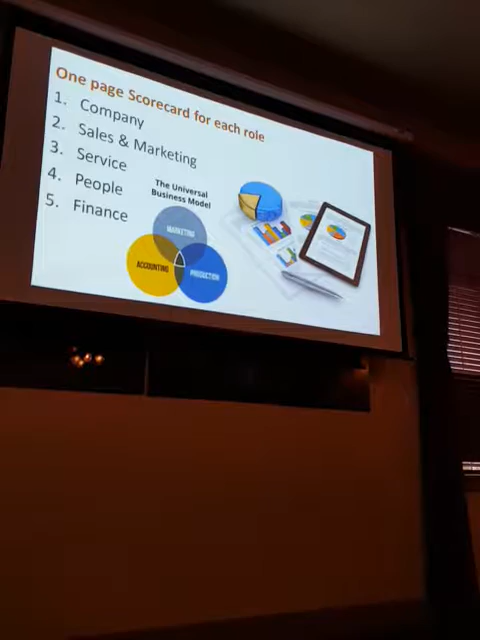 One page Scorecard for each role
1. Company
2. Sales & Marketing
3. Service
4. People
5. Finance
The Universal
Business Model
MARKETING
ACCOUNTING
PRODUCTION